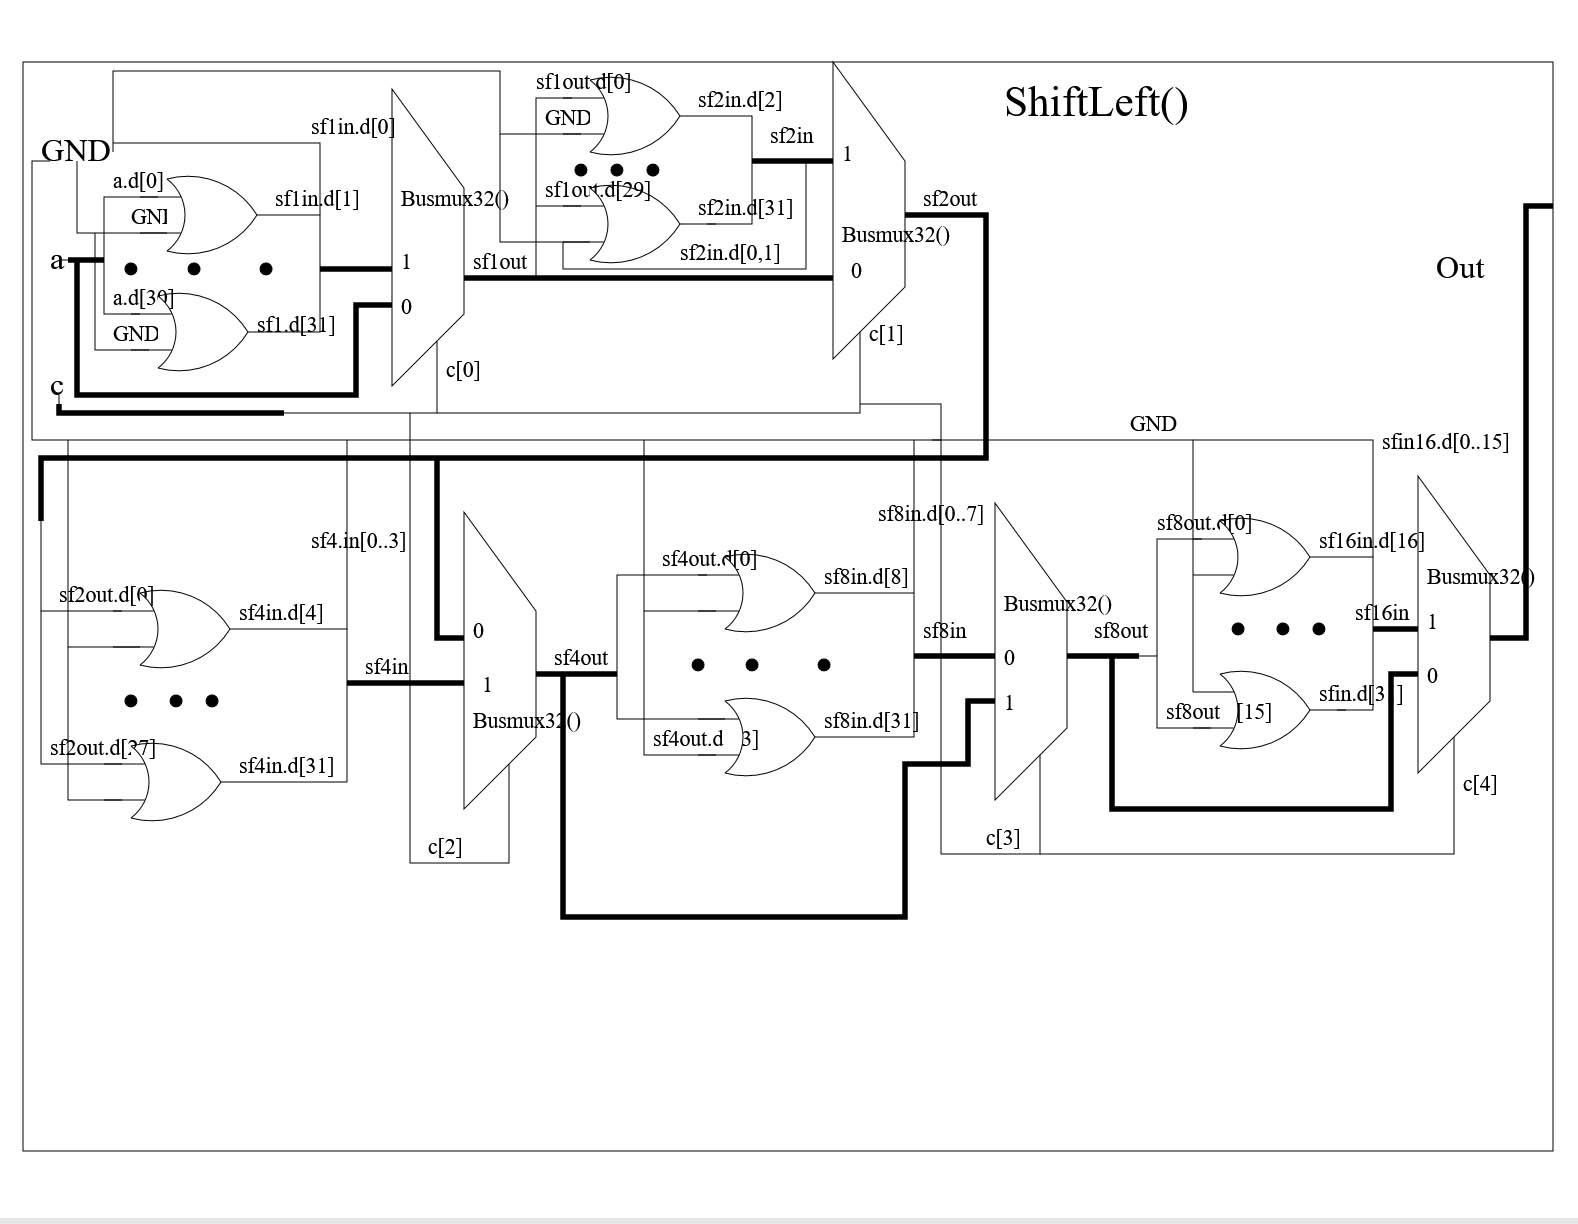 ShiftLeft()
sf1out.d[0]
sf2in.d[2]
GND
sf1in.d[0]
sf2in
GND
1
a.d[0]
sf1in.d[1]
Busmux32()
sf1out.d[29]
sf2in.d[31]
sf2out
Busmux32()
sf2in.d[0,1]
a
1
sf1out
0
Out
a.d[30]
0
GND
sf1.d[31]
c[1]
c[0]
c
GND
sfin16.d[0..15]
sf4.in[0..3]
sf8in.d[0..7]
sf8out.d[0]
sf16in.d[16]
sf4out.d[0]
sf8in.d[8]
Busmux32()
Busmux32()
sf2out.d[0]
sf4in.d[4]
0
sf8in
sf8out
sf16in
1
sf4in
sf4out
0
1
1
0
sfin.d[31]
Busmux32()
sf8out [15]
sf2out.d[27]
sf4in.d[31]
sf4out.d 3]
sf8in.d[31]
c[4]
c[2]
c[3]